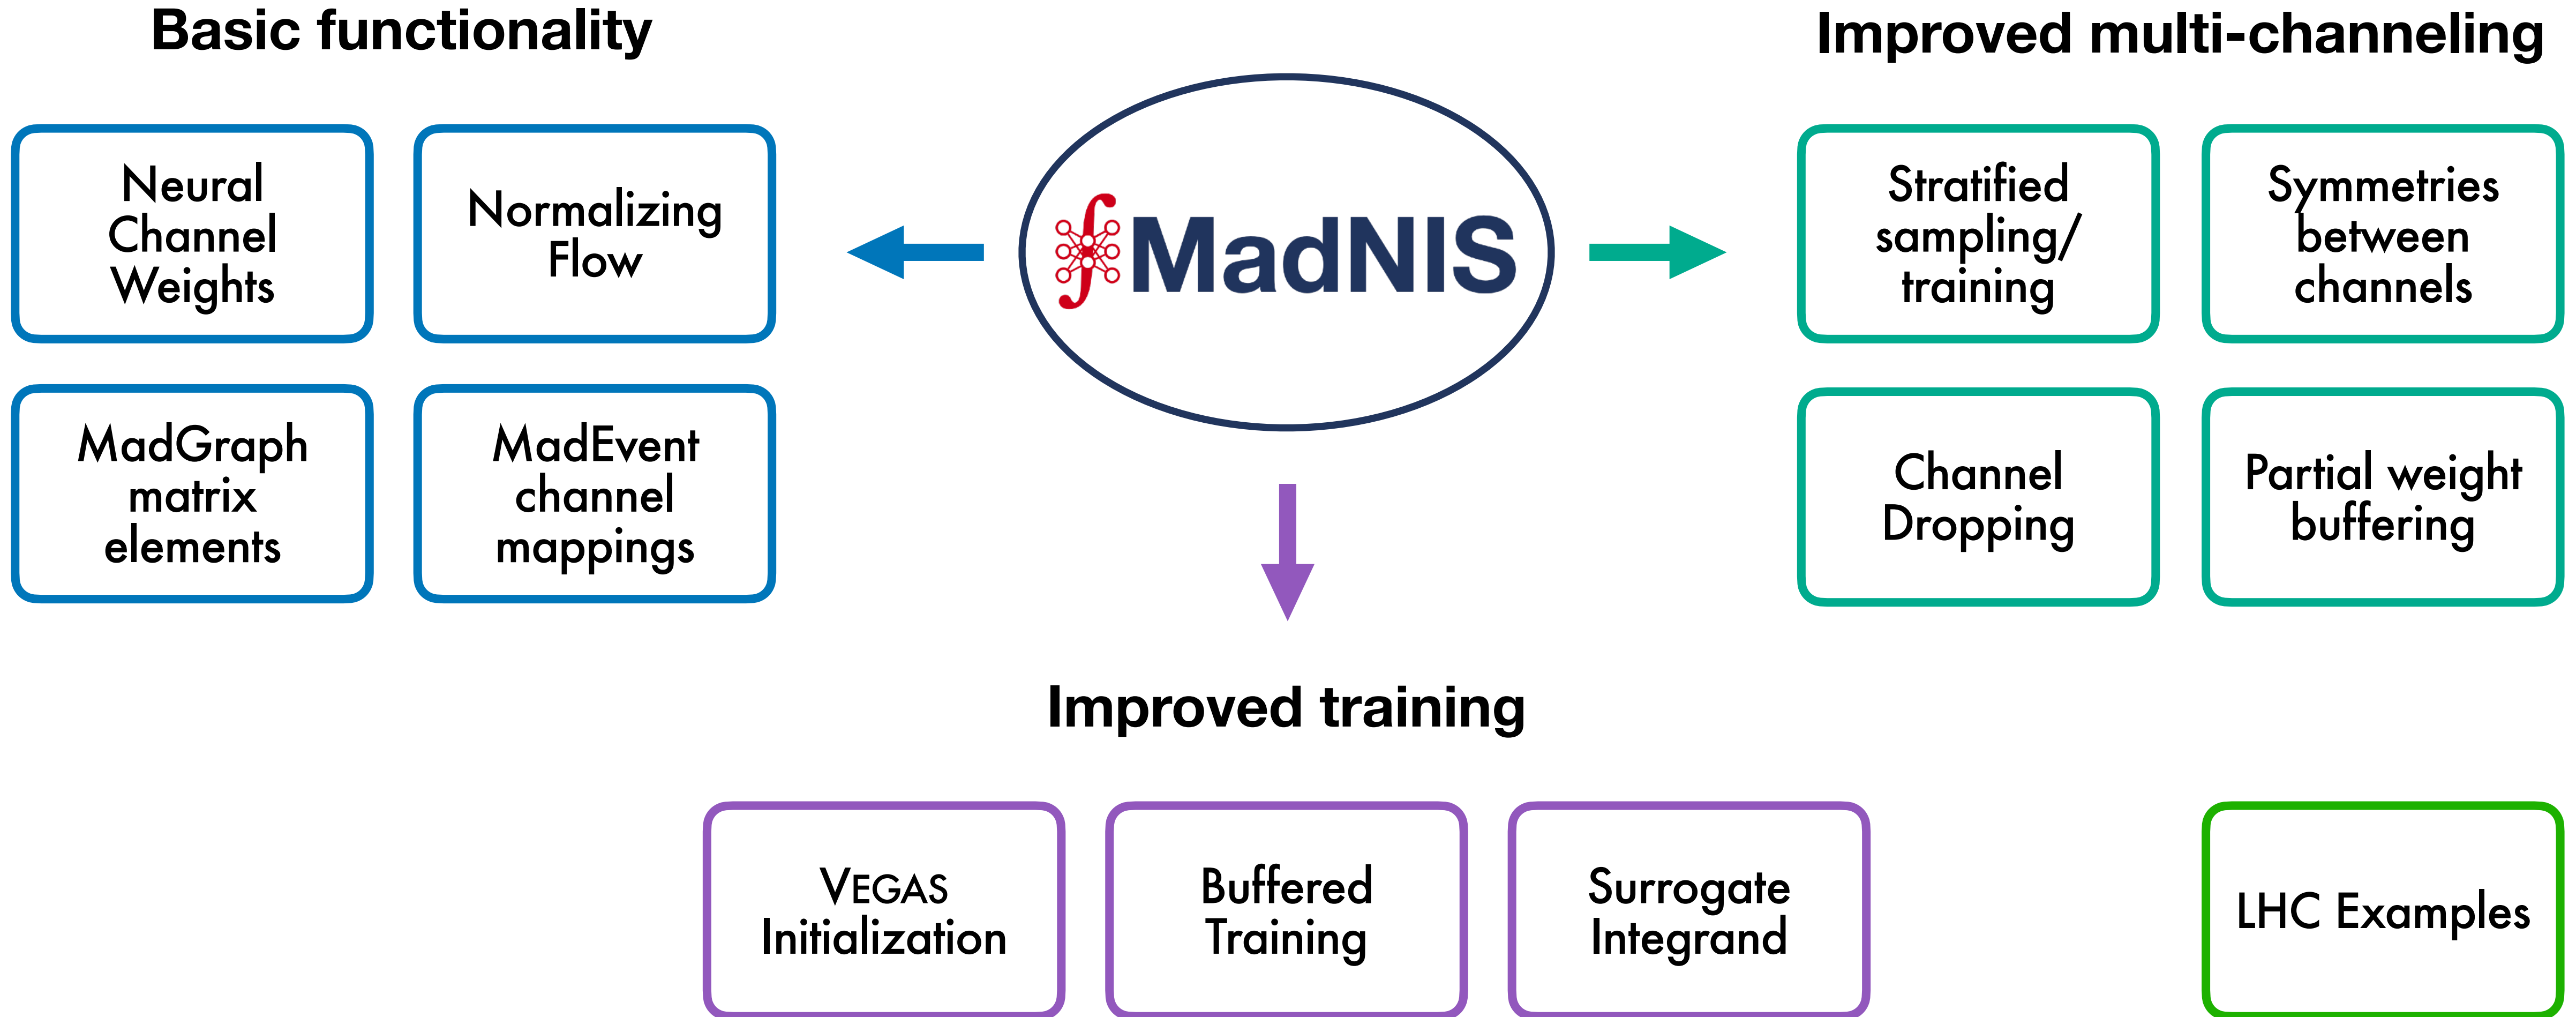 Basic functionality
Neural
Channel
Weights
Normalizing
Flow
MadGraph
matrix
elements
MadEvent
channel
mappings
MadNIS
Improved multi-channeling
Stratified
sampling/
training
Symmetries
between
channels
Channel
Dropping
Partial weight
buffering
Improved training
VEGAS
Initialization
Buffered
Training
Surrogate
Integrand
LHC Examples